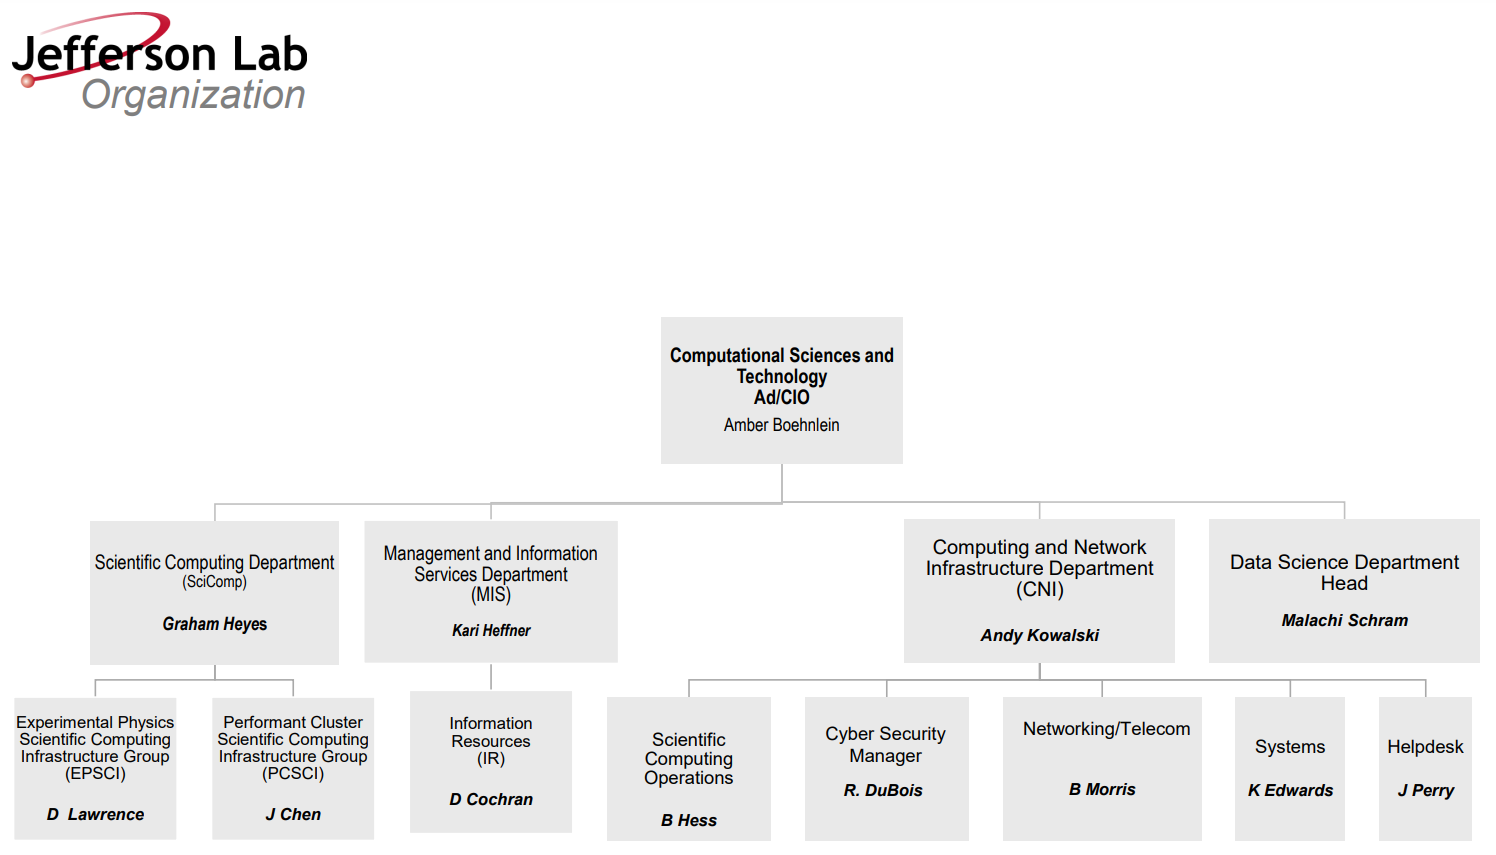 Jefferson Lab
Organization
Computational Sciences and
Technology
Ad/CIO
Amber Boehnlein
Scientific Computing Department
(SciComp)
Graham Heyes
Management and Information
Services Department
(MIS)
Kari Heffner
Computing and Network
Infrastructure Department
(CNI)
Andy Kowalski
Data Science Department
Head
Malachi Schram
Experimental Physics
Scientific Computing
Infrastructure Group
(EPSCI)
D Lawrence
Performant Cluster
Scientific Computing
Infrastructure Group
(PCSCI)
J Chen
Information
Resources
(IR)
D Cochran
Scientific
Computing
Operations
B Hess
Cyber Security
Manager
R. DuBois
Networking/Telecom
B Morris
Systems
K Edwards
Helpdesk
J Perry